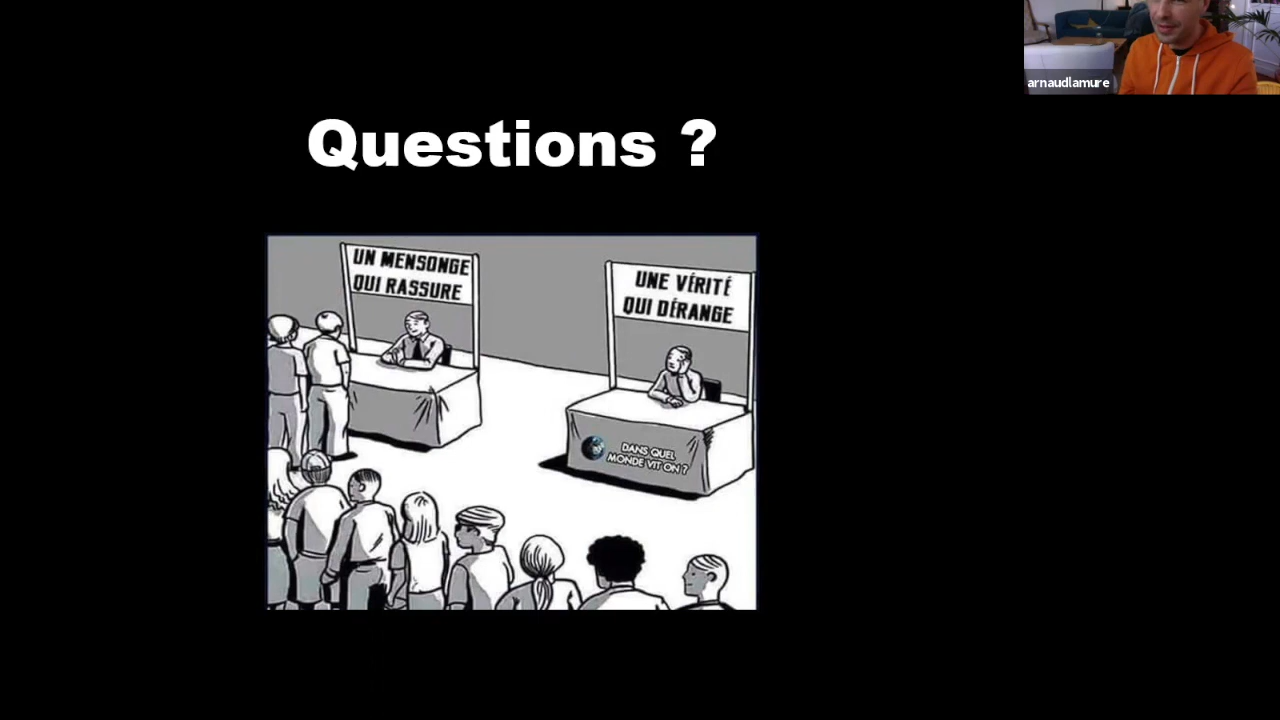 arnaudlamure
Questions ?
UN MENSONGE
QUI RASSURE
UNE VÉRITÉ
QUI DÉRANGE
DANS QUEL
MONDE VIT ON ?